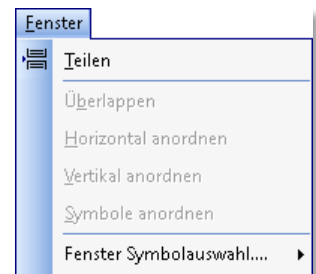 Fenster
Teilen
Überlappen
Horizontal anordnen
Vertikal anordnen
Symbole anordnen
Fenster Symbolauswahl....